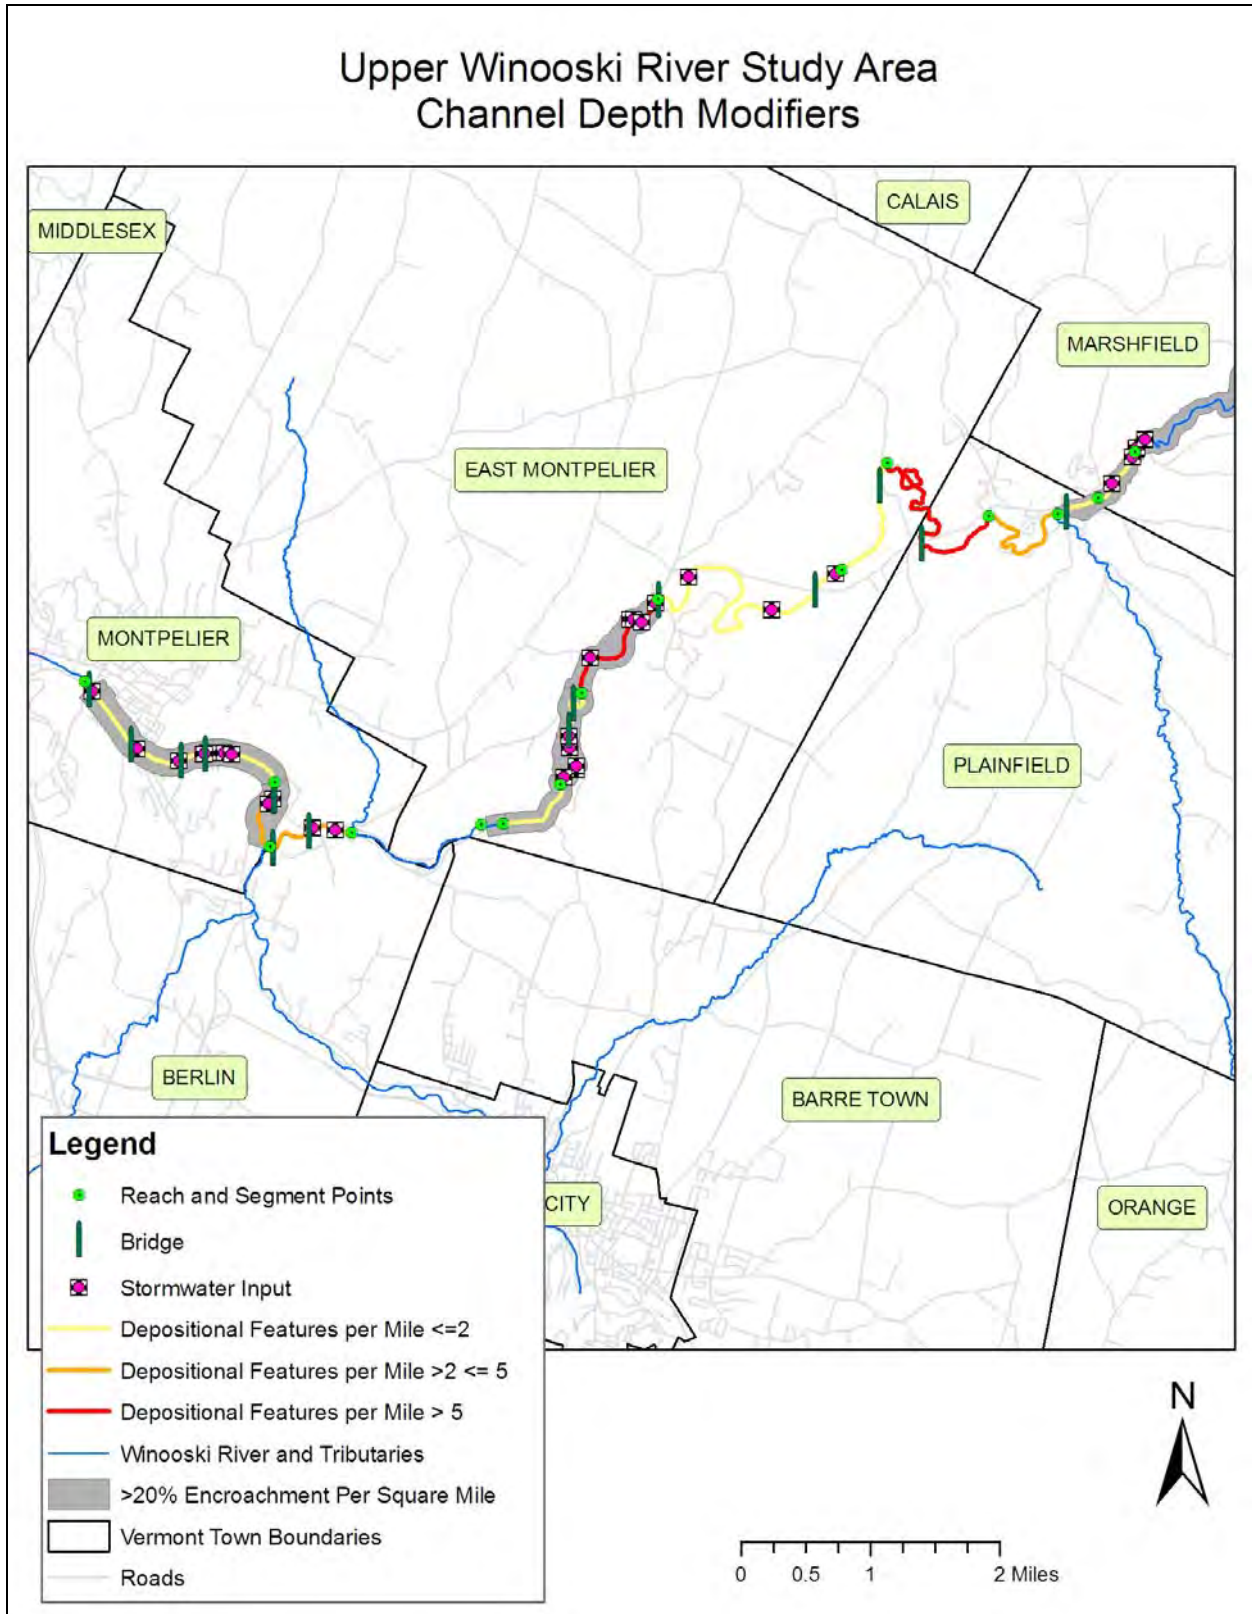 Upper Winooski River Study Area
Channel Depth Modifiers
CALAIS
MIDDLESEX
MARSHFIELD
EAST MONTPELIER
MONTPELIER
PLAINFIELD
BERLIN
BARRE TOWN
CITY
ORANGE
Legend
Reach and Segment Points
Bridge
Stormwater Input
Depositional Features per Mile <=2
Depositional Features per Mile >2 <= 5
Depositional Features per Mile > 5
Winooski River and Tributaries
>20% Encroachment Per Square Mile
Vermont Town Boundaries
Roads
N
0 0.5 1 2 Miles